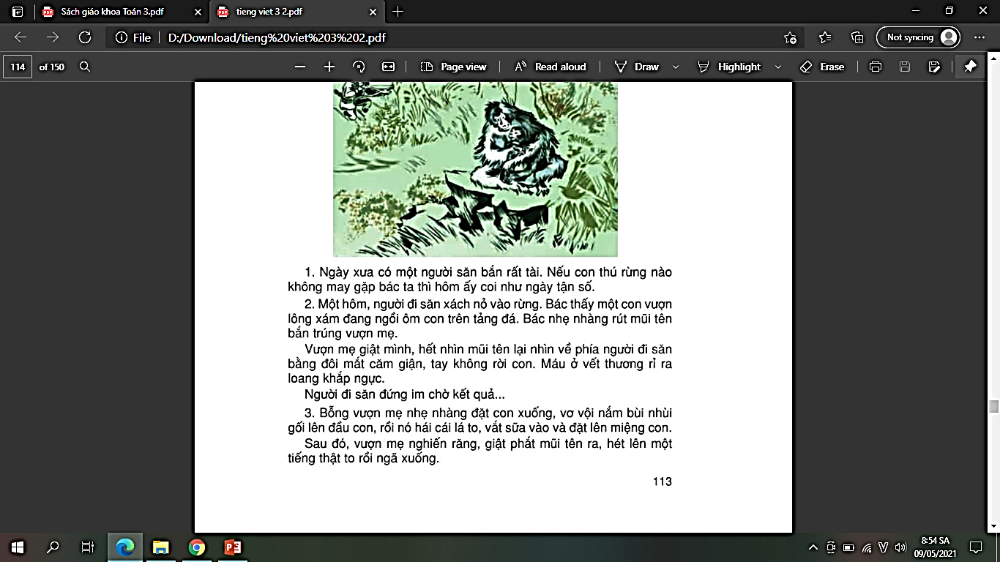 Sách giáo khoa Toán 3.pdf
tieng viet 3 2.pdf
File
D:/Download/tieng%20viet%203%202.pdf
Not syncing
114 of 150
Page view
Read aloud
Draw
Highlight
Erase
1. Ngày xưa có một người săn bắn rất tài. Nếu con thú rừng nào
không may gặp bác ta thì hôm ấy coi như ngày tận số.
2. Một hôm, người đi săn xách nỏ vào rừng. Bác thấy một con vượn
lông xám đang ngồi ôm con trên tảng đá. Bác nhẹ nhàng rút mũi tên
bắn trúng vượn mẹ.
Vượn mẹ giật mình, hết nhìn mũi tên lại nhìn về phía người đi săn
bằng đôi mắt căm giận, tay không rời con. Máu ở vết thương rỉ ra
loang khắp ngực.
Người đi săn đứng im chờ kết quả...
3. Bỗng vượn mẹ nhẹ nhàng đặt con xuống, vơ vội nắm bùi nhùi
gối lên đầu con, rồi nó hái cái lá to, vắt sữa vào và đặt lên miệng con.
Sau đó, vượn mẹ nghiến răng, giật phắt mũi tên ra, hét lên một
tiếng thật to rồi ngã xuống.
113
8:54 SA
09/05/2021